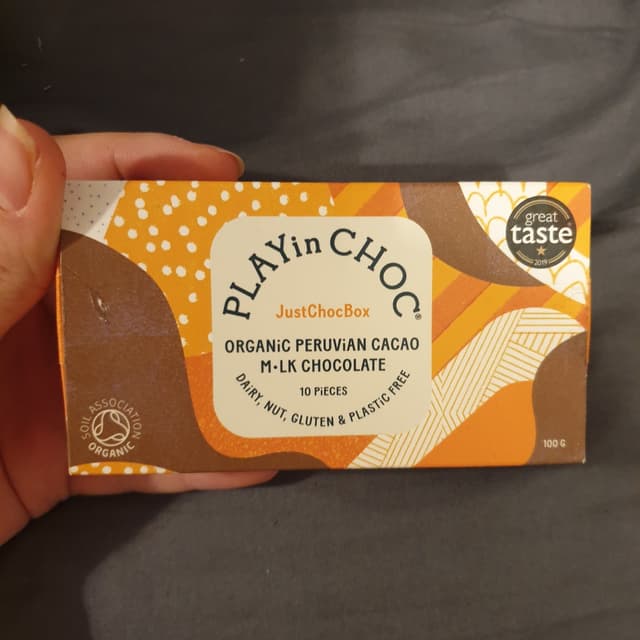 PLAYin CHOC®
JustChocBox
ORGANiC PERUViAN CACAO
M•LK CHOCOLATE
10 PiECES
DAIRY, NUT, GLUTEN & PLASTiC FREE
great
taste
2019
SOIL ASSOCIATION
ORGANIC
100 G